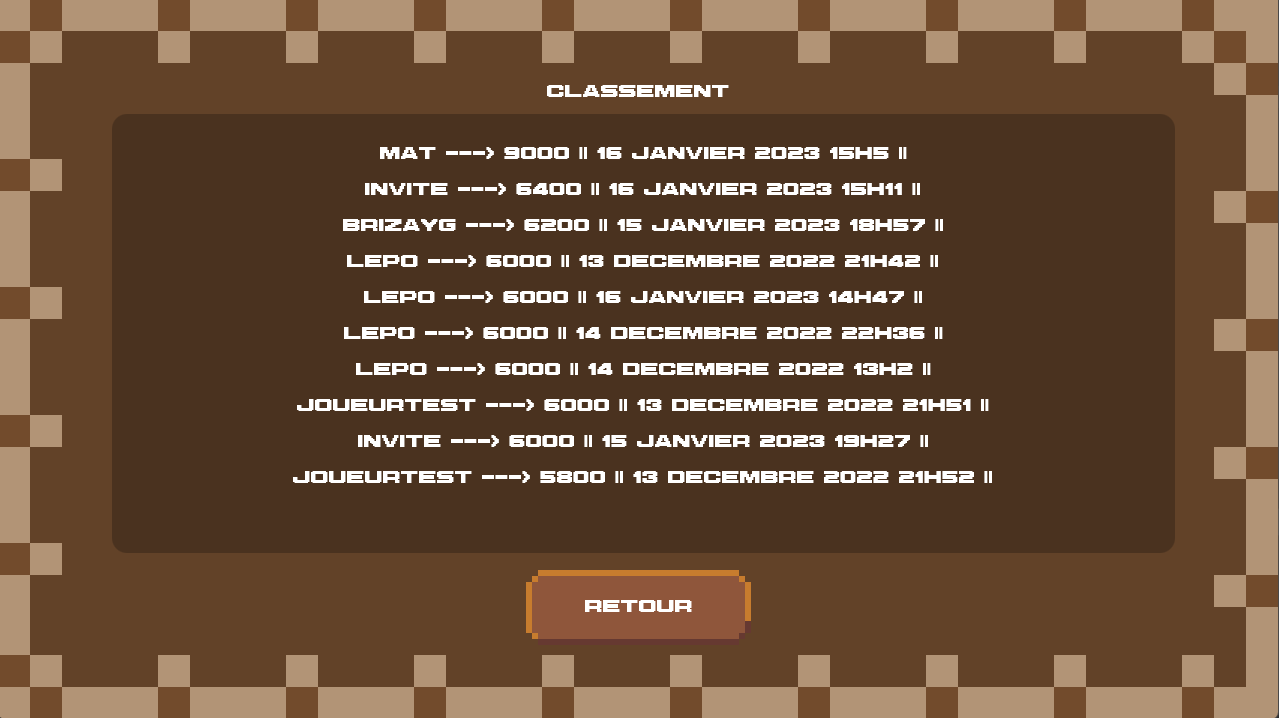 CLASSEMENT
MAT ---> 9000 || 16 JANVIER 2023 15H5 ||
INVITE ---> 6400 || 16 JANVIER 2023 15H11 ||
BRIZAYG ---> 6200 || 15 JANVIER 2023 18H57 ||
LEPO ---> 6000 || 13 DECEMBRE 2022 21H42 ||
LEPO ---> 6000 || 16 JANVIER 2023 14H47 ||
LEPO ---> 6000 || 14 DECEMBRE 2022 22H36 ||
LEPO ---> 6000 || 14 DECEMBRE 2022 13H2 ||
JOUEURTEST ---> 6000 || 13 DECEMBRE 2022 21H51 ||
INVITE ---> 6000 || 15 JANVIER 2023 19H27 ||
JOUEURTEST ---> 5800 || 13 DECEMBRE 2022 21H52 ||
RETOUR